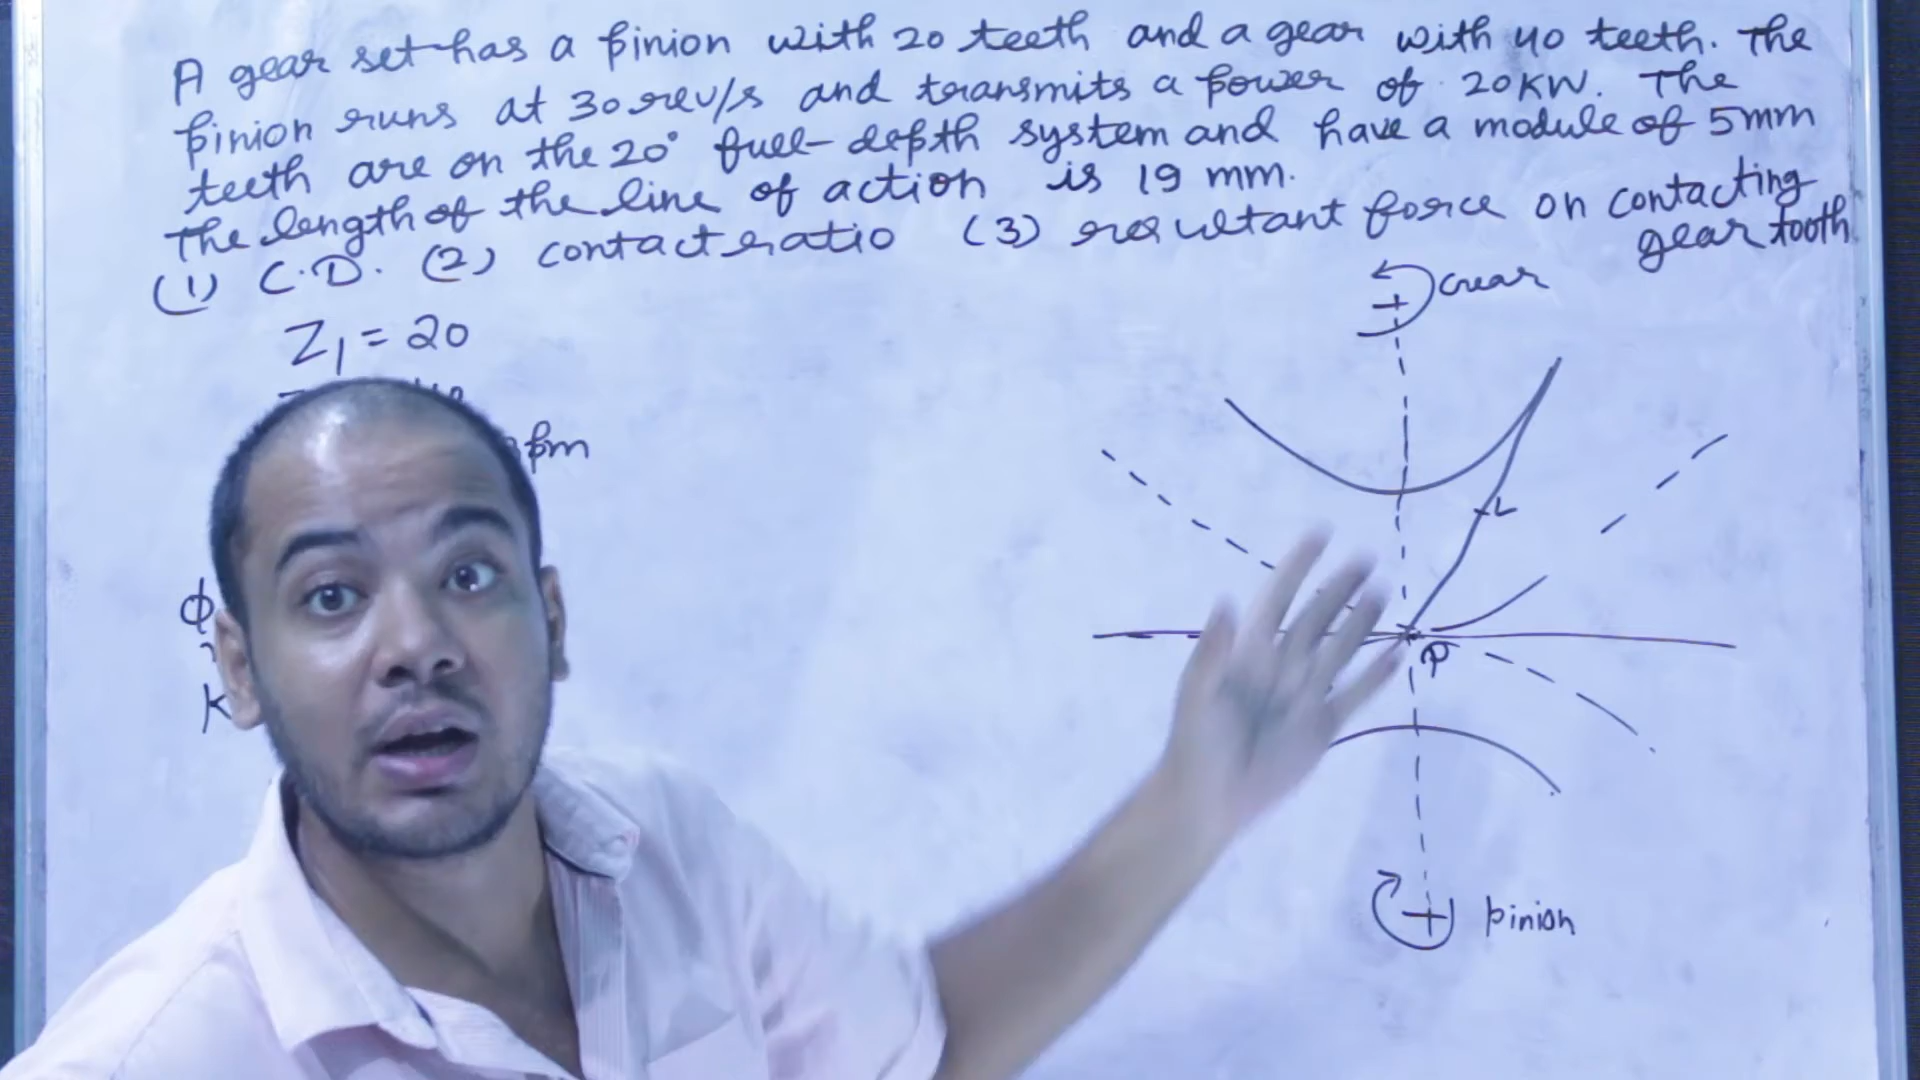 A gear set has a pinion with 20 teeth and a gear with 40 teeth. The
pinion runs at 30 rev/s and transmits a power of 20KW. The
teeth are on the 20° full-depth system and have a module of 5mm
The length of the line of action is 19 mm.
(1) C.D. (2) contact ratio (3) resultant force on contacting
gear tooth
Z1 = 20
pm
φ
k
Gear
L
P
pinion